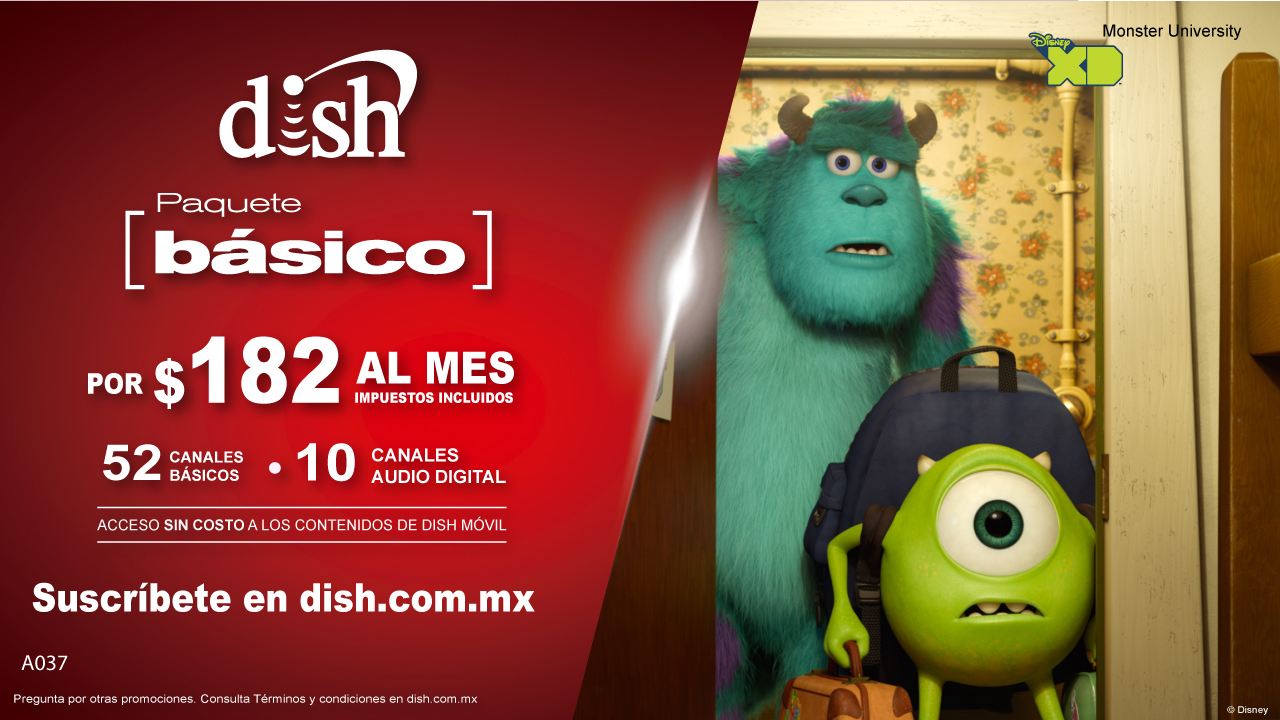 dish
Paquete
básico
POR $182 AL MES
IMPUESTOS INCLUIDOS
52 CANALES BÁSICOS • 10 CANALES AUDIO DIGITAL
ACCESO SIN COSTO A LOS CONTENIDOS DE DISH MÓVIL
Suscríbete en dish.com.mx
A037
Pregunta por otras promociones. Consulta Términos y condiciones en dish.com.mx
Monster University
Disney
XD
© Disney